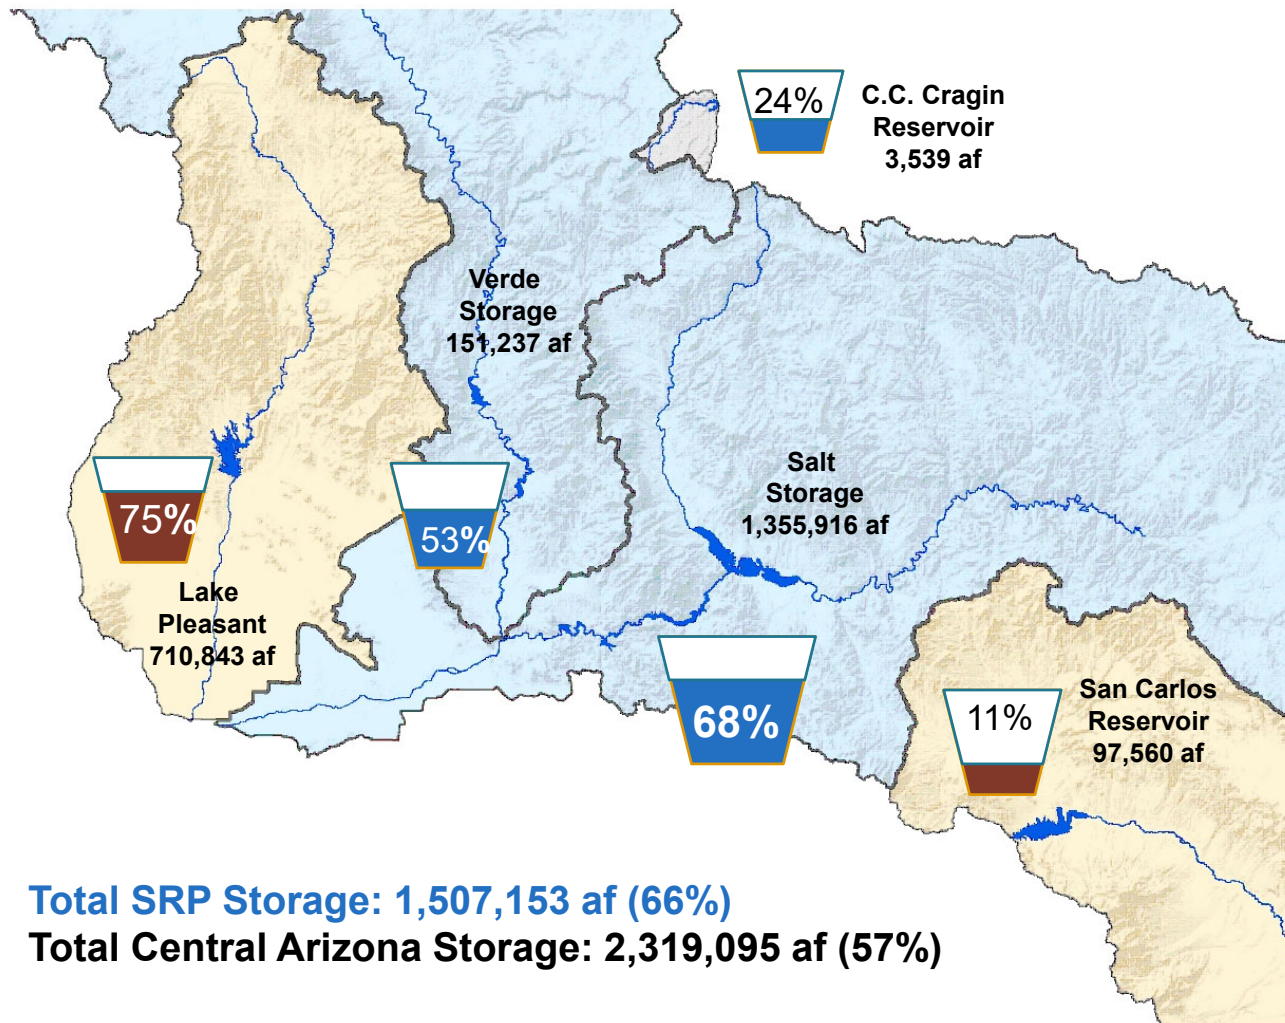 24%
C.C. Cragin
Reservoir
3,539 af
Verde
Storage
151,237 af
Salt
Storage
1,355,916 af
75%
53%
Lake
Pleasant
710,843 af
68%
11%
San Carlos
Reservoir
97,560 af
Total SRP Storage: 1,507,153 af (66%)
Total Central Arizona Storage: 2,319,095 af (57%)